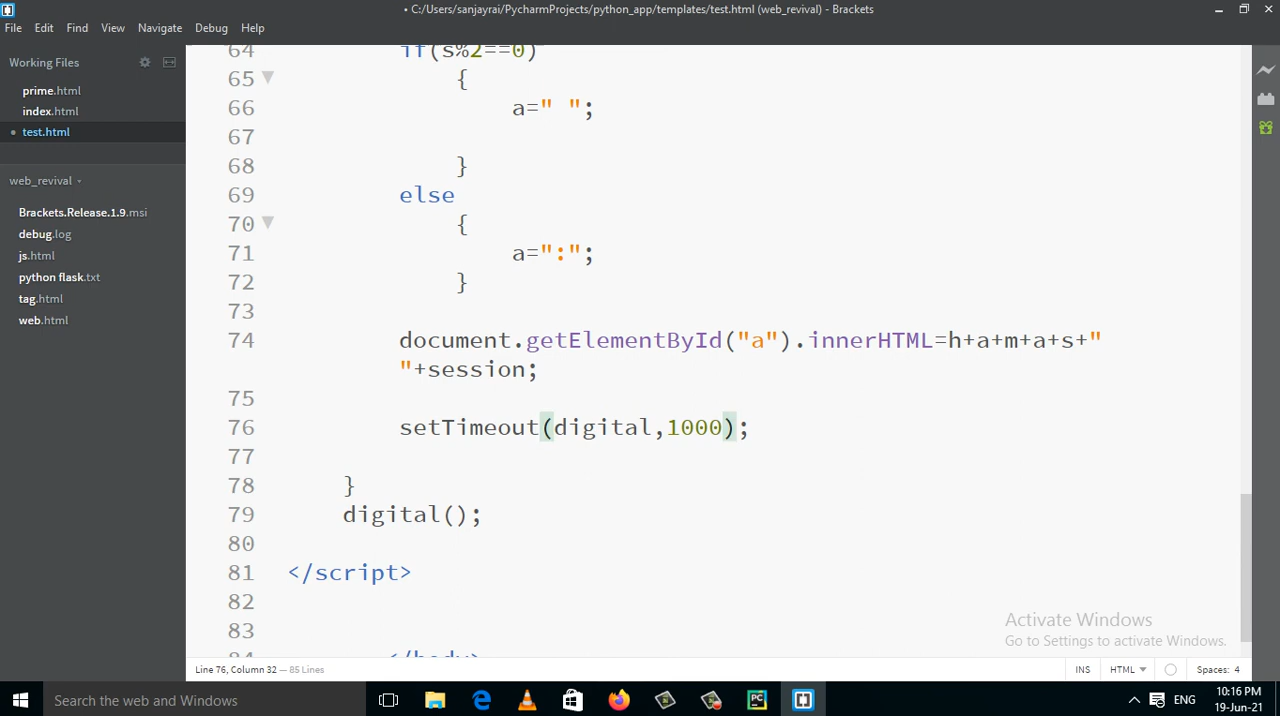 • C:/Users/sanjayrai/PycharmProjects/python_app/templates/test.html (web_revival) - Brackets
File Edit Find View Navigate Debug Help
Working Files
prime.html
index.html
• test.html
web_revival
Brackets.Release.1.9.msi
debug.log
js.html
python flask.txt
tag.html
web.html
64 if(s%2==0)
65 {
66 a=" ";
67
68 }
69 else
70 {
71 a=":";
72 }
73
74 document.getElementById("a").innerHTML=h+a+m+a+s+"
"+session;
75
76 setTimeout(digital,1000);
77
78 }
79 digital();
80
81 </script>
82
83
84 </body>
Activate Windows
Go to Settings to activate Windows.
Line 76, Column 32 — 85 Lines
INS HTML Spaces: 4
Search the web and Windows
ENG
10:16 PM
19-Jun-21